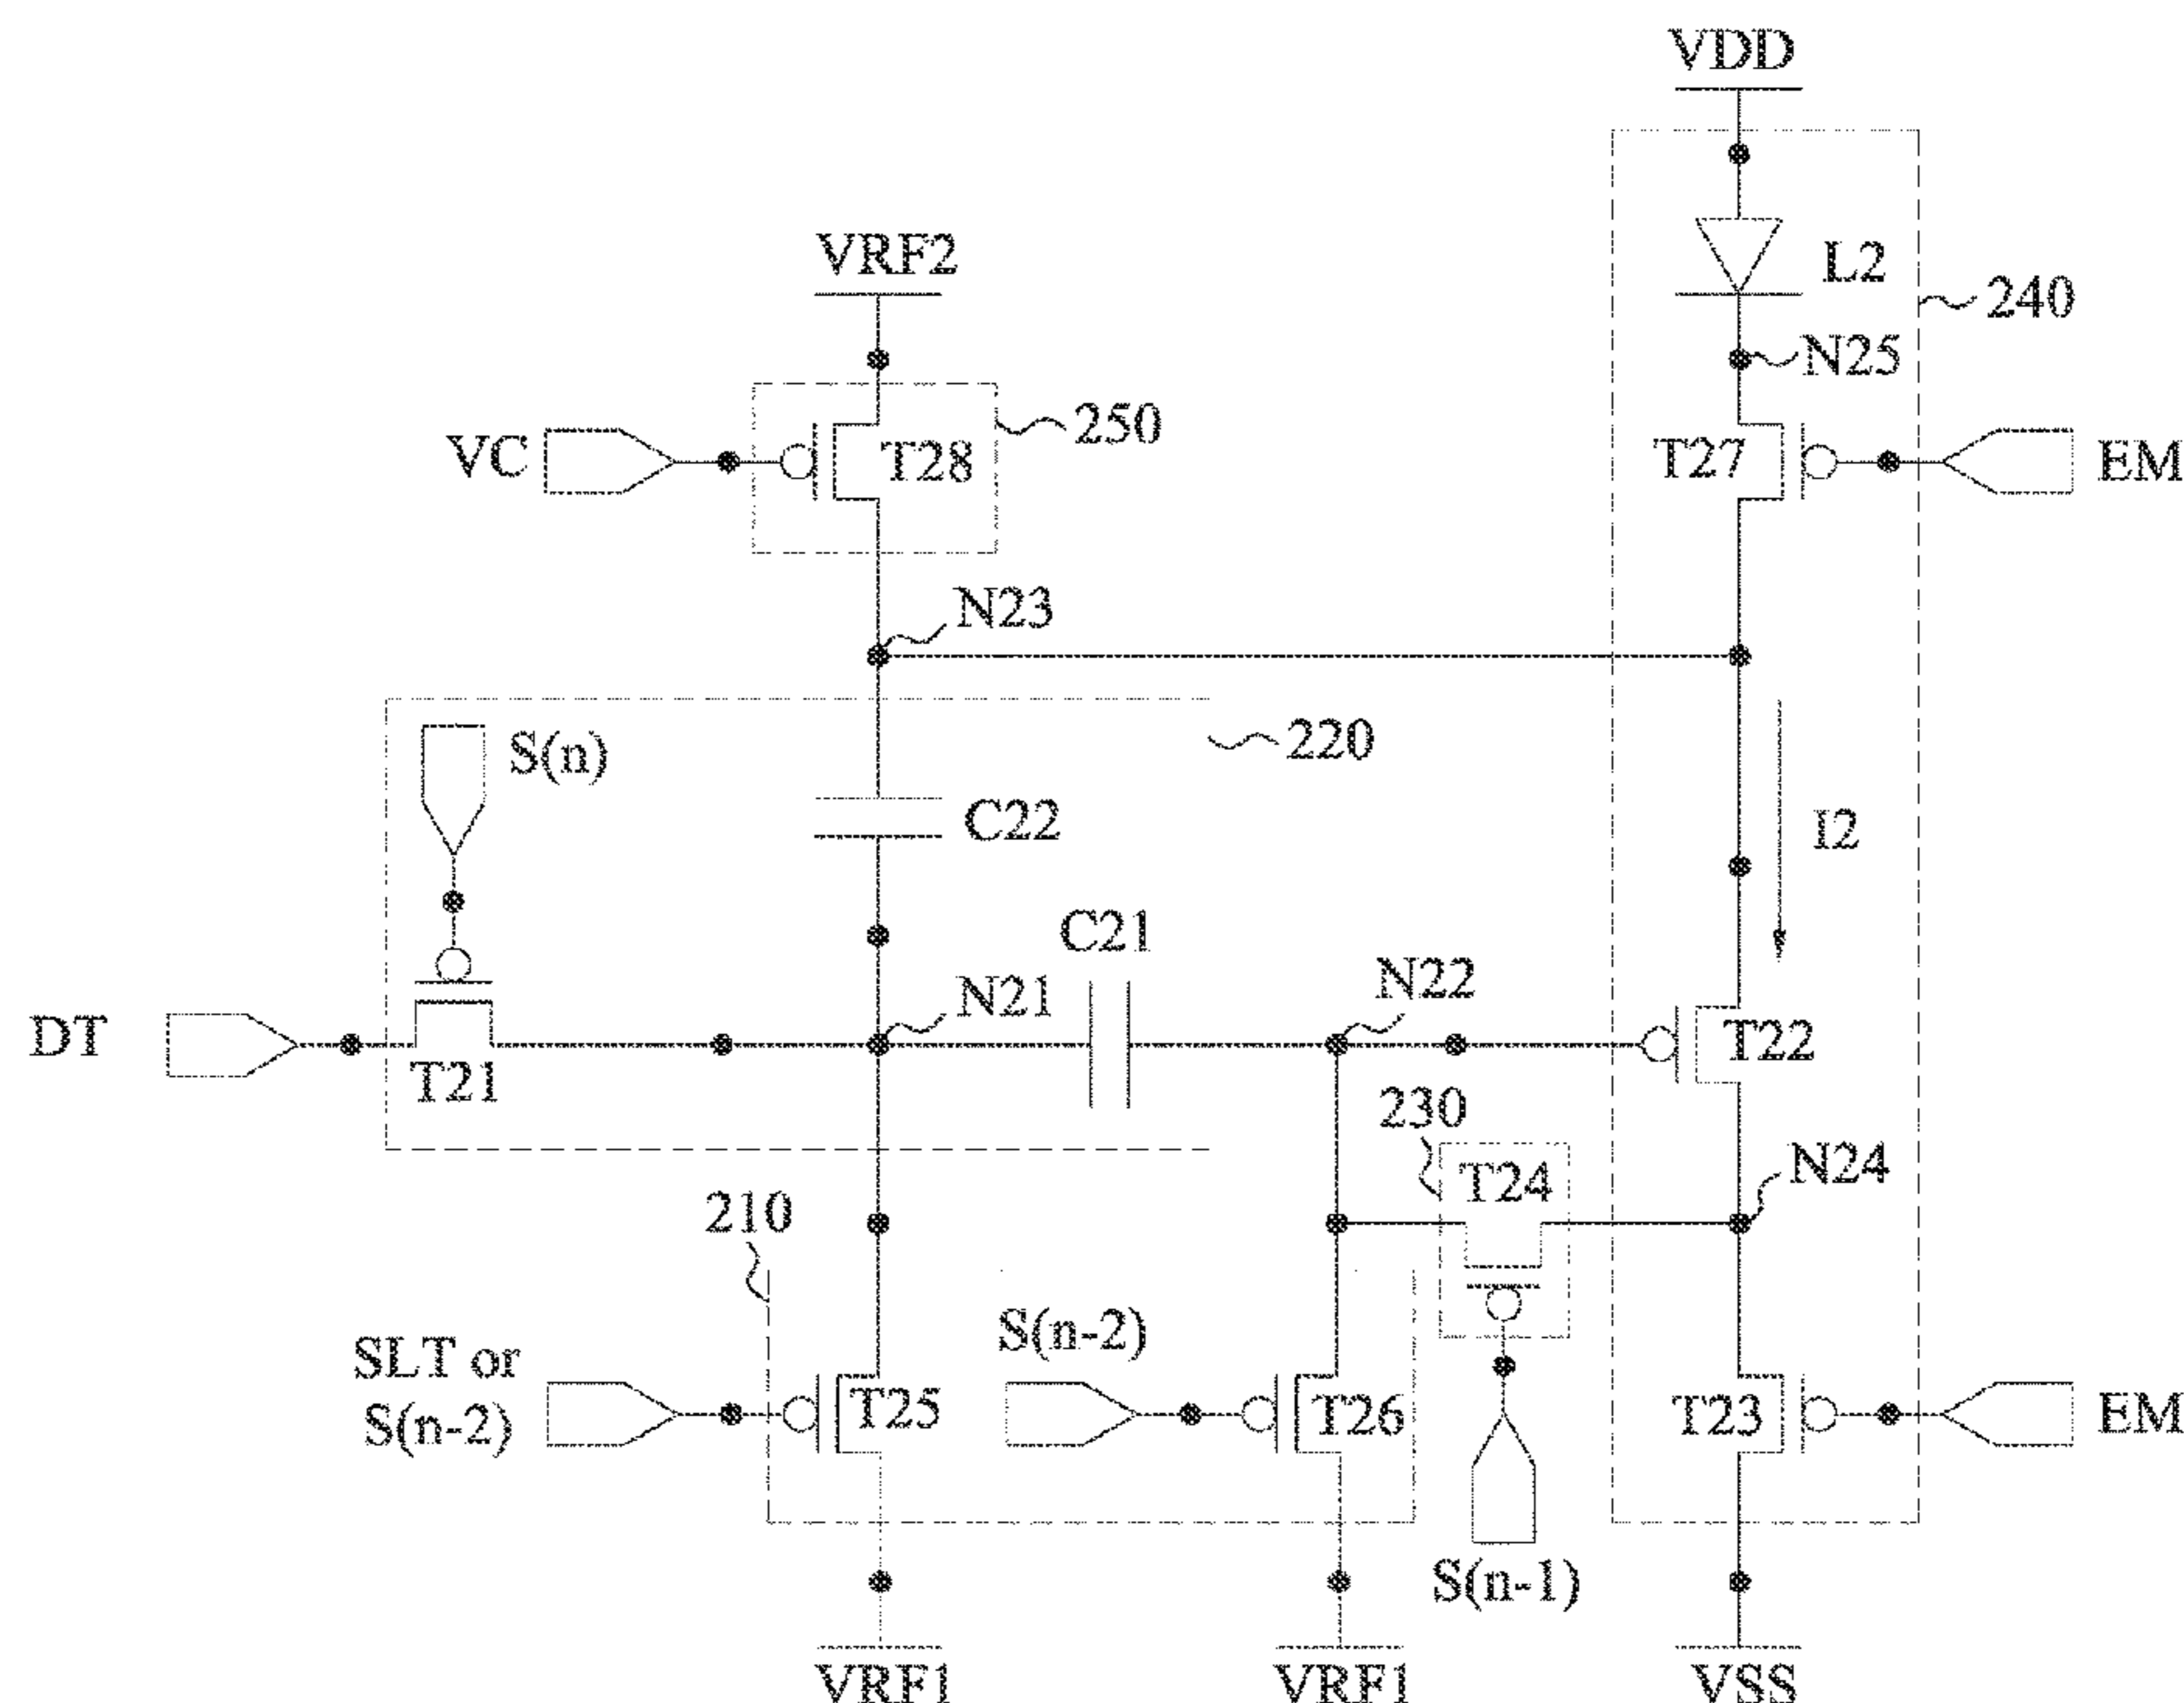 VDD
VRF2
L2
240
N25
250
VC
T28
T27
EM
N23
S(n)
220
C22
I2
C21
N21
N22
DT
T21
T22
230
T24
N24
210
SLT or
S(n-2)
S(n-2)
T25
T26
T23
EM
S(n-1)
VRF1
VRF1
VSS